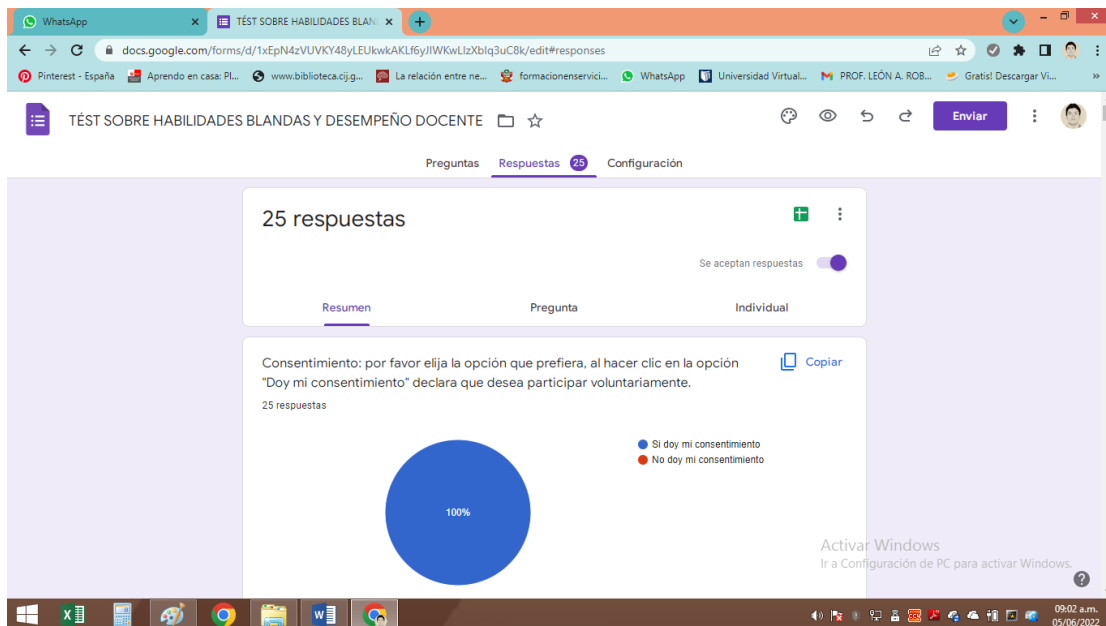 WhatsApp
TÉST SOBRE HABILIDADES BLAN
docs.google.com/forms/d/1xEpN4zVUVKY48yLEUkwkAKLf6yJIWKwLIzXblq3uC8k/edit#responses
Pinterest - España Aprendo en casa: Pl... www.biblioteca.cij.g... La relación entre ne... formacionenservici... WhatsApp Universidad Virtual... PROF. LEÓN A. ROB... Gratis! Descargar Vi... »
TÉST SOBRE HABILIDADES BLANDAS Y DESEMPEÑO DOCENTE
Enviar
Preguntas Respuestas 25 Configuración
25 respuestas
Se aceptan respuestas
Resumen Pregunta Individual
Consentimiento: por favor elija la opción que prefiera, al hacer clic en la opción
"Doy mi consentimiento" declara que desea participar voluntariamente.
Copiar
25 respuestas
Si doy mi consentimiento
No doy mi consentimiento
100%
Activar Windows
Ir a Configuración de PC para activar Windows.
09:02 a.m.
05/06/2022